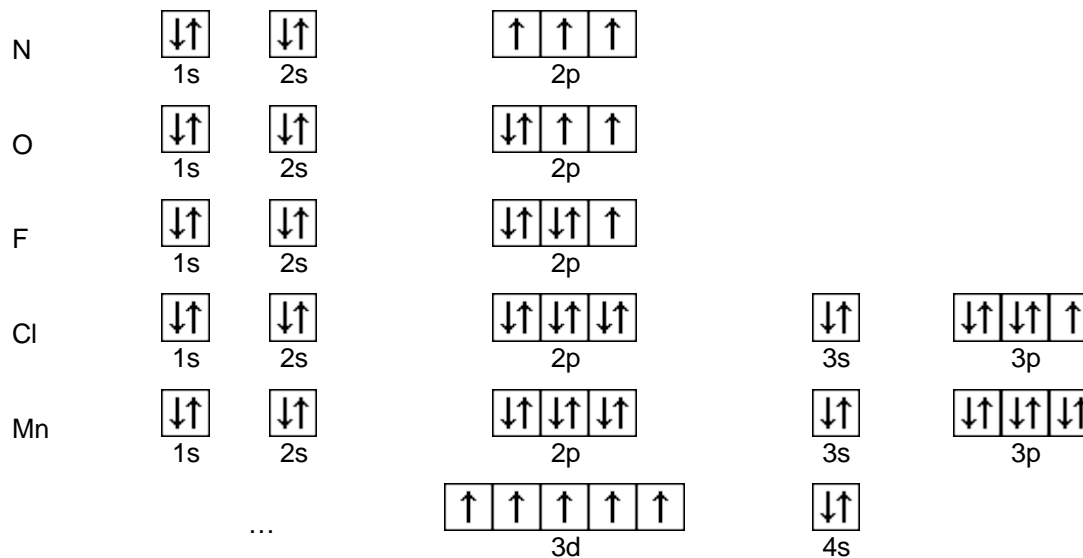 N ↓↑ ↓↑ ↑ ↑ ↑
1s 2s 2p
O ↓↑ ↓↑ ↓↑ ↑ ↑
1s 2s 2p
F ↓↑ ↓↑ ↓↑ ↓↑ ↑
1s 2s 2p
Cl ↓↑ ↓↑ ↓↑ ↓↑ ↓↑ ↓↑ ↓↑ ↓↑ ↑
1s 2s 2p 3s 3p
Mn ↓↑ ↓↑ ↓↑ ↓↑ ↓↑ ↓↑ ↓↑ ↓↑ ↓↑
1s 2s 2p 3s 3p
… ↑ ↑ ↑ ↑ ↑ ↓↑
3d 4s